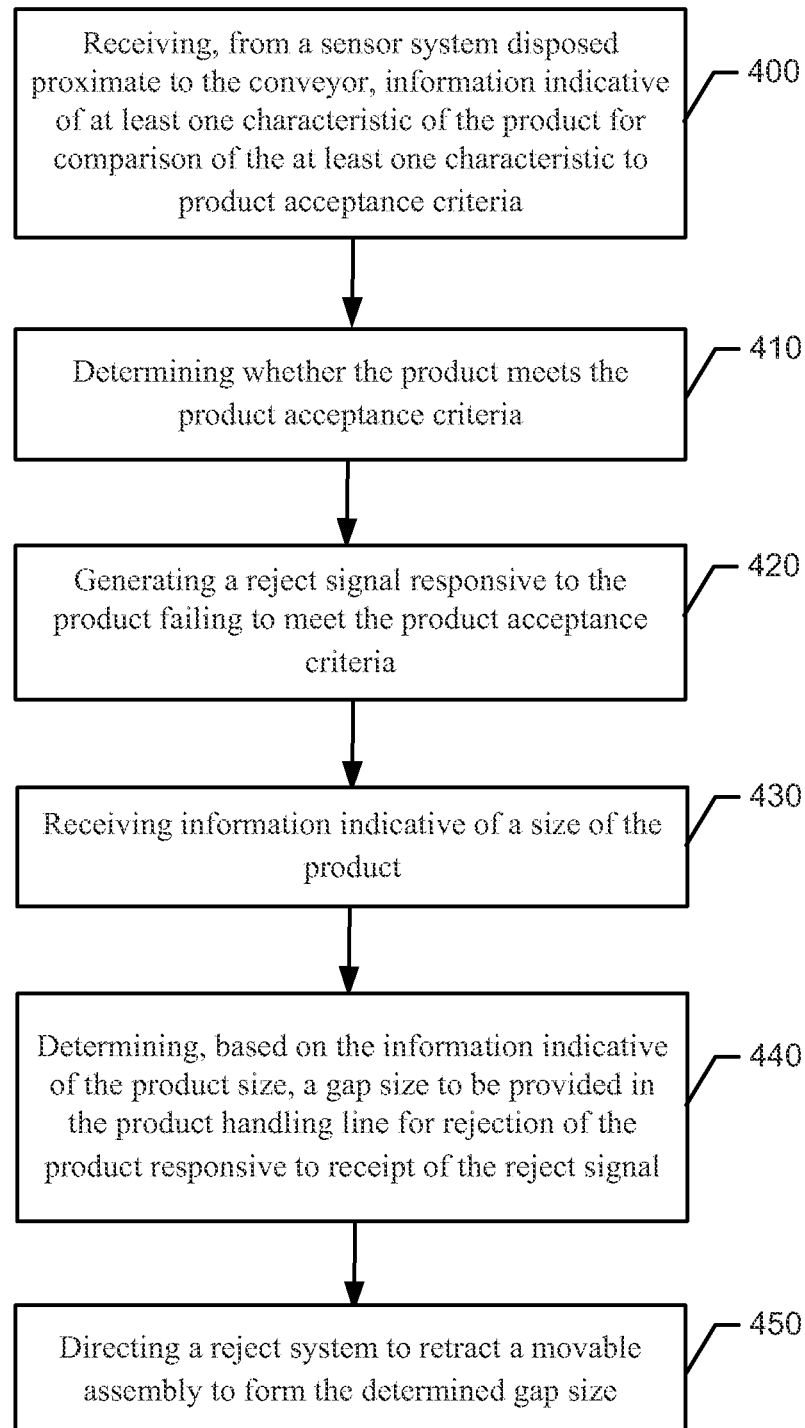 Receiving, from a sensor system disposed
proximate to the conveyor, information indicative
of at least one characteristic of the product for
comparison of the at least one characteristic to
product acceptance criteria
400
Determining whether the product meets the
product acceptance criteria
410
Generating a reject signal responsive to the
product failing to meet the product acceptance
criteria
420
Receiving information indicative of a size of the
product
430
Determining, based on the information indicative
of the product size, a gap size to be provided in
the product handling line for rejection of the
product responsive to receipt of the reject signal
440
Directing a reject system to retract a movable
assembly to form the determined gap size
450